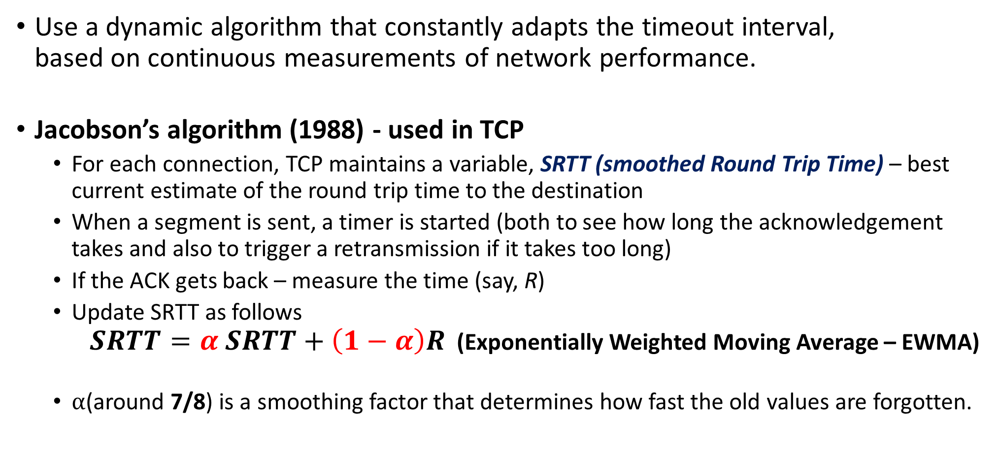 • Use a dynamic algorithm that constantly adapts the timeout interval,
based on continuous measurements of network performance.
• Jacobson’s algorithm (1988) - used in TCP
• For each connection, TCP maintains a variable, SRTT (smoothed Round Trip Time) – best
current estimate of the round trip time to the destination
• When a segment is sent, a timer is started (both to see how long the acknowledgement
takes and also to trigger a retransmission if it takes too long)
• If the ACK gets back – measure the time (say, R)
• Update SRTT as follows
SRTT = α SRTT + (1 − α)R (Exponentially Weighted Moving Average – EWMA)
• α(around 7/8) is a smoothing factor that determines how fast the old values are forgotten.